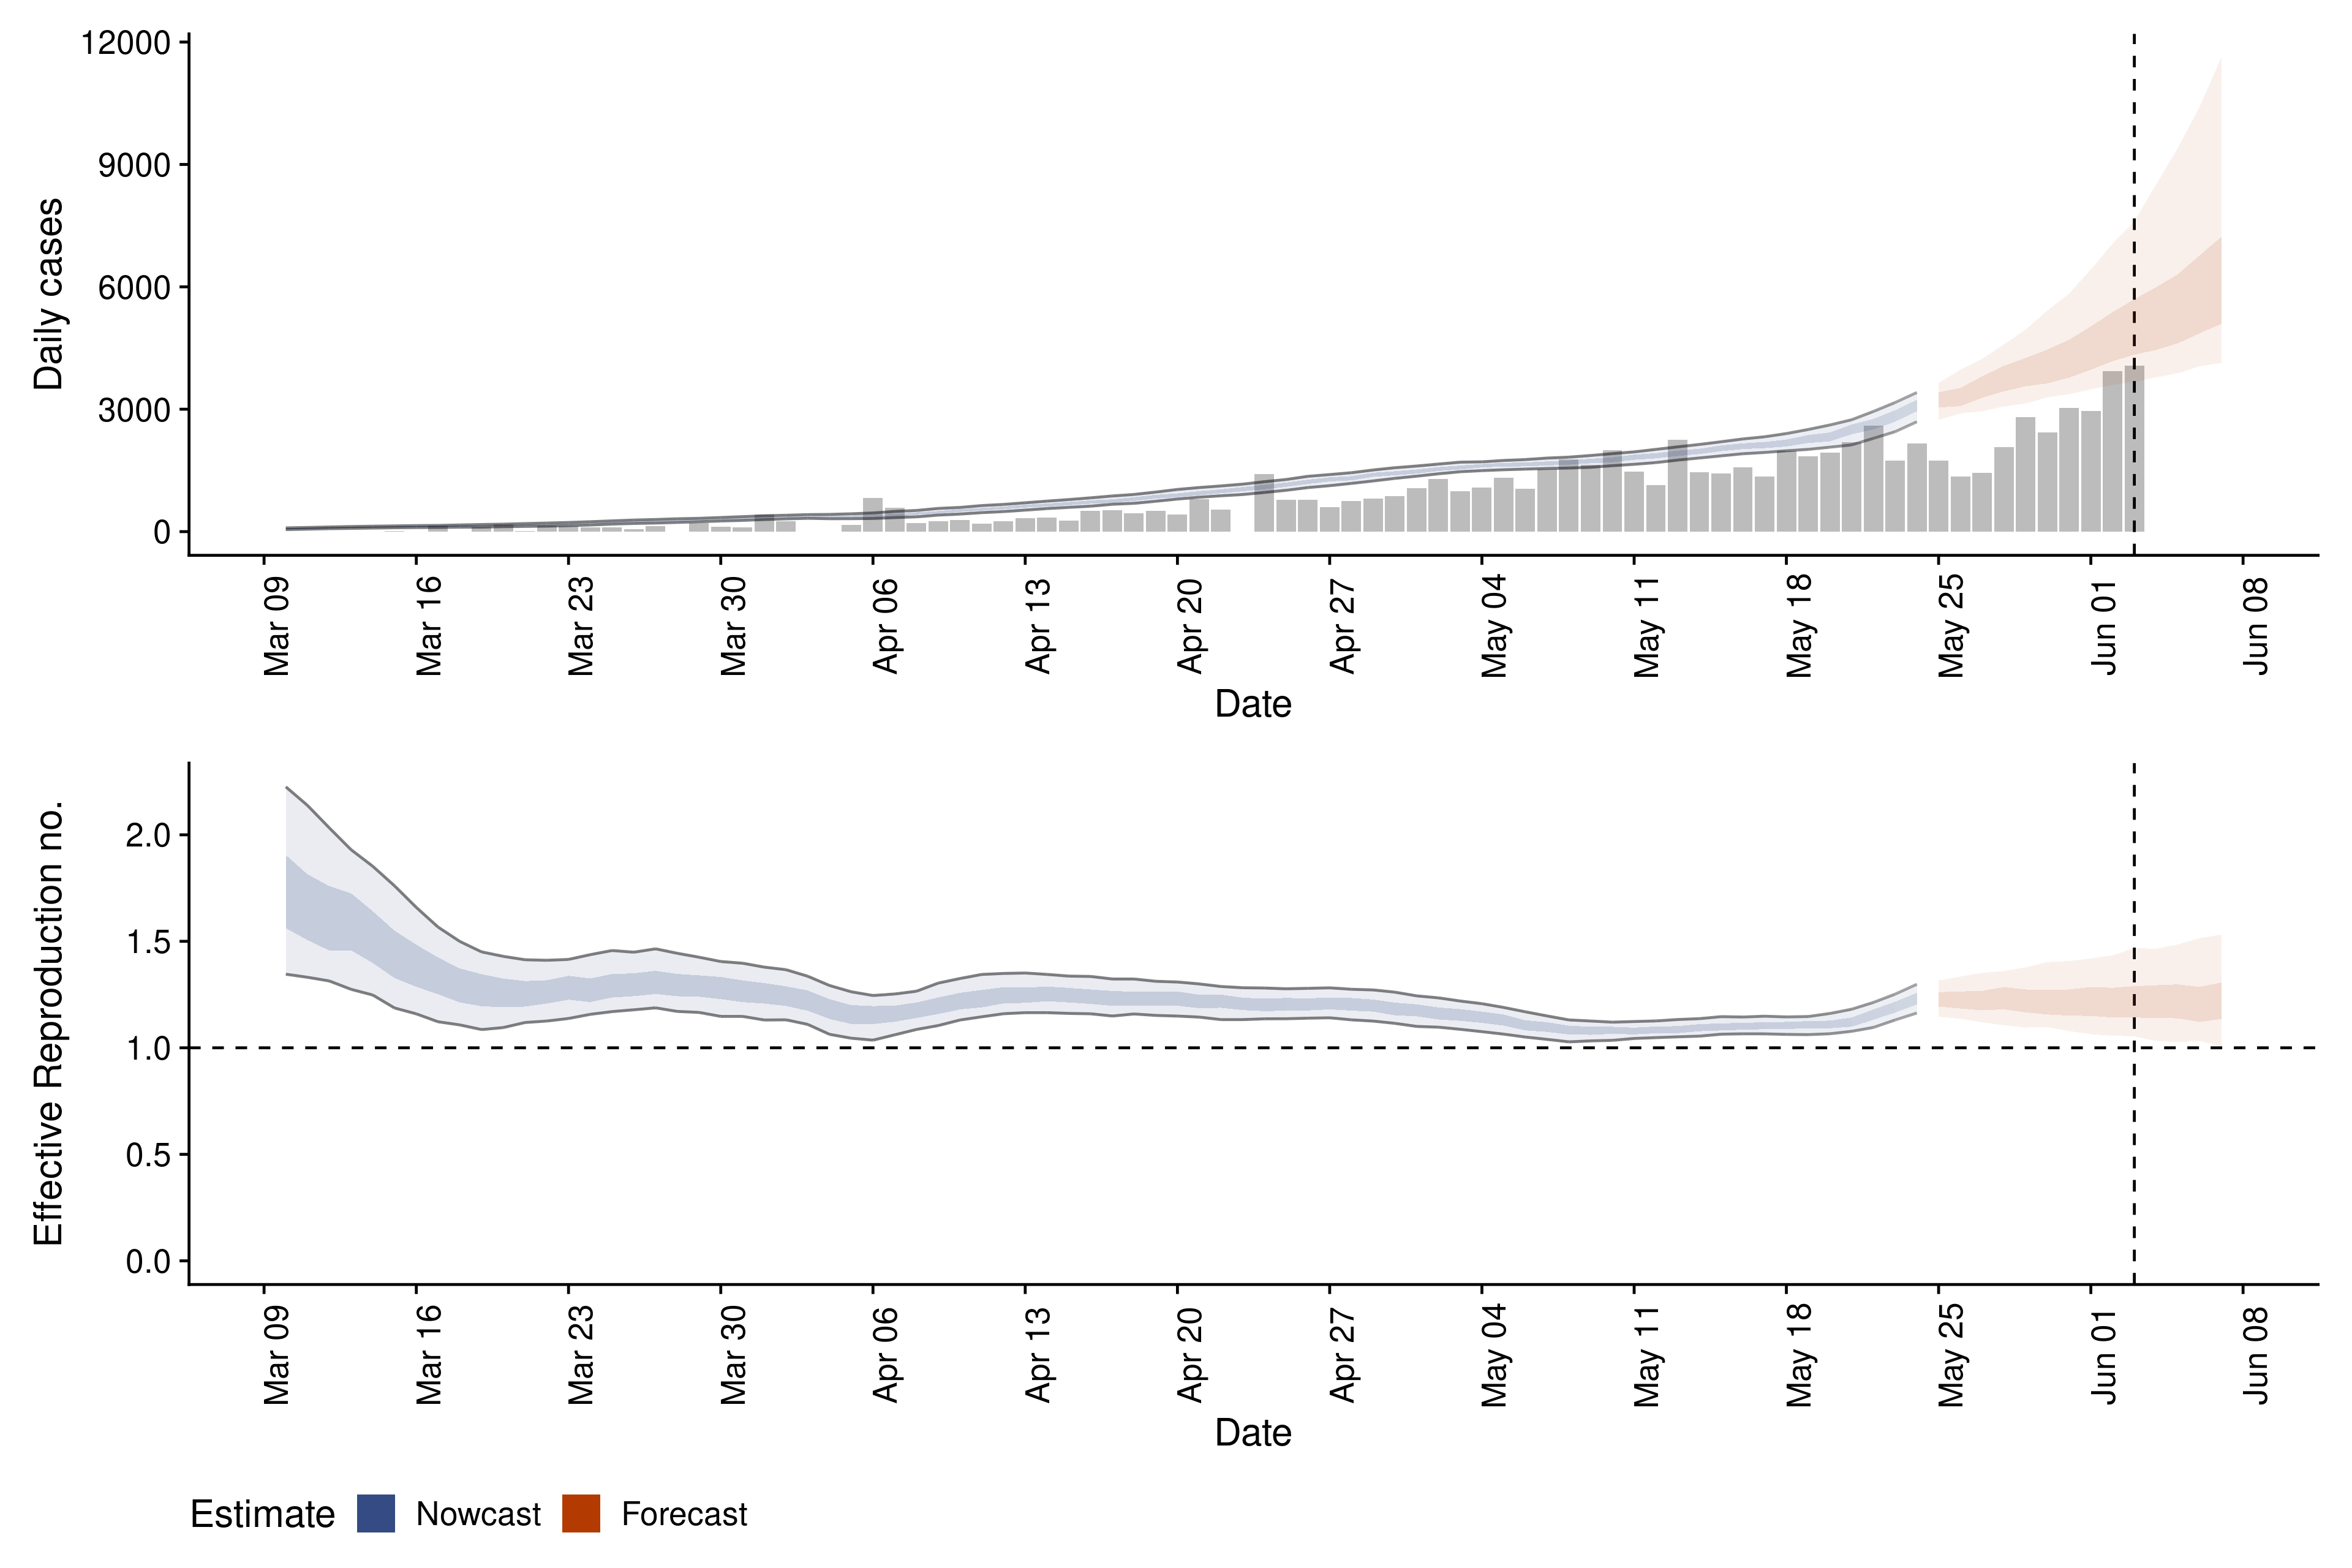 12000
9000
6000
3000
0
Daily cases
Mar 09
Mar 16
Mar 23
Mar 30
Apr 06
Apr 13
Apr 20
Apr 27
May 04
May 11
May 18
May 25
Jun 01
Jun 08
Date
2.0
1.5
1.0
0.5
0.0
Effective Reproduction no.
Mar 09
Mar 16
Mar 23
Mar 30
Apr 06
Apr 13
Apr 20
Apr 27
May 04
May 11
May 18
May 25
Jun 01
Jun 08
Date
Estimate Nowcast Forecast